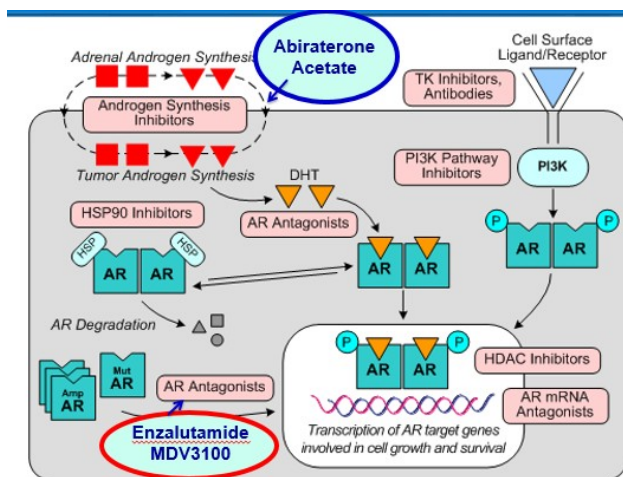 Adrenal Androgen Synthesis
Abiraterone
Acetate
Cell Surface
Ligand/Receptor
TK Inhibitors,
Antibodies
Androgen Synthesis
Inhibitors
Tumor Androgen Synthesis
PI3K Pathway
Inhibitors
PI3K
DHT
HSP90 Inhibitors
AR Antagonists
HSP
HSP
AR
AR
AR
AR
P
P
AR
AR
AR Degradation
P
P
AR
AR
HDAC Inhibitors
Mut
AR
Amp
AR
AR Antagonists
AR mRNA
Antagonists
Enzalutamide
MDV3100
Transcription of AR target genes
involved in cell growth and survival